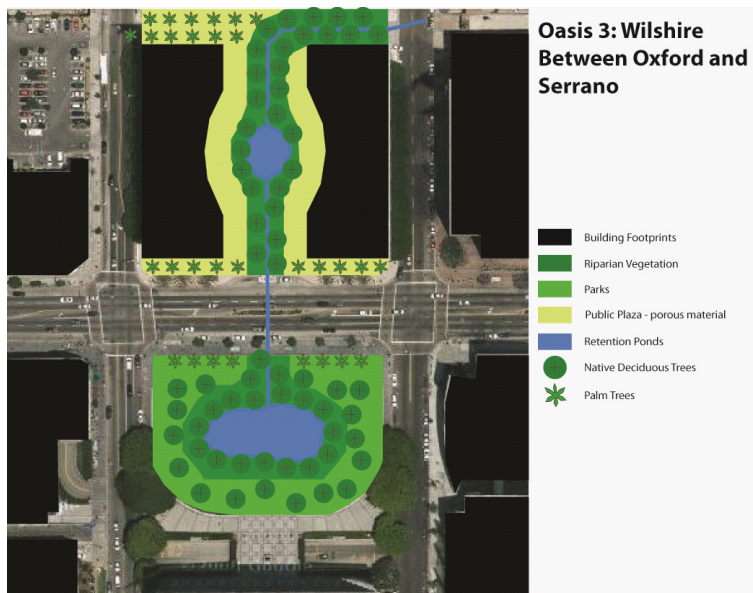 Oasis 3: Wilshire
Between Oxford and
Serrano
Building Footprints
Riparian Vegetation
Parks
Public Plaza - porous material
Retention Ponds
Native Deciduous Trees
Palm Trees